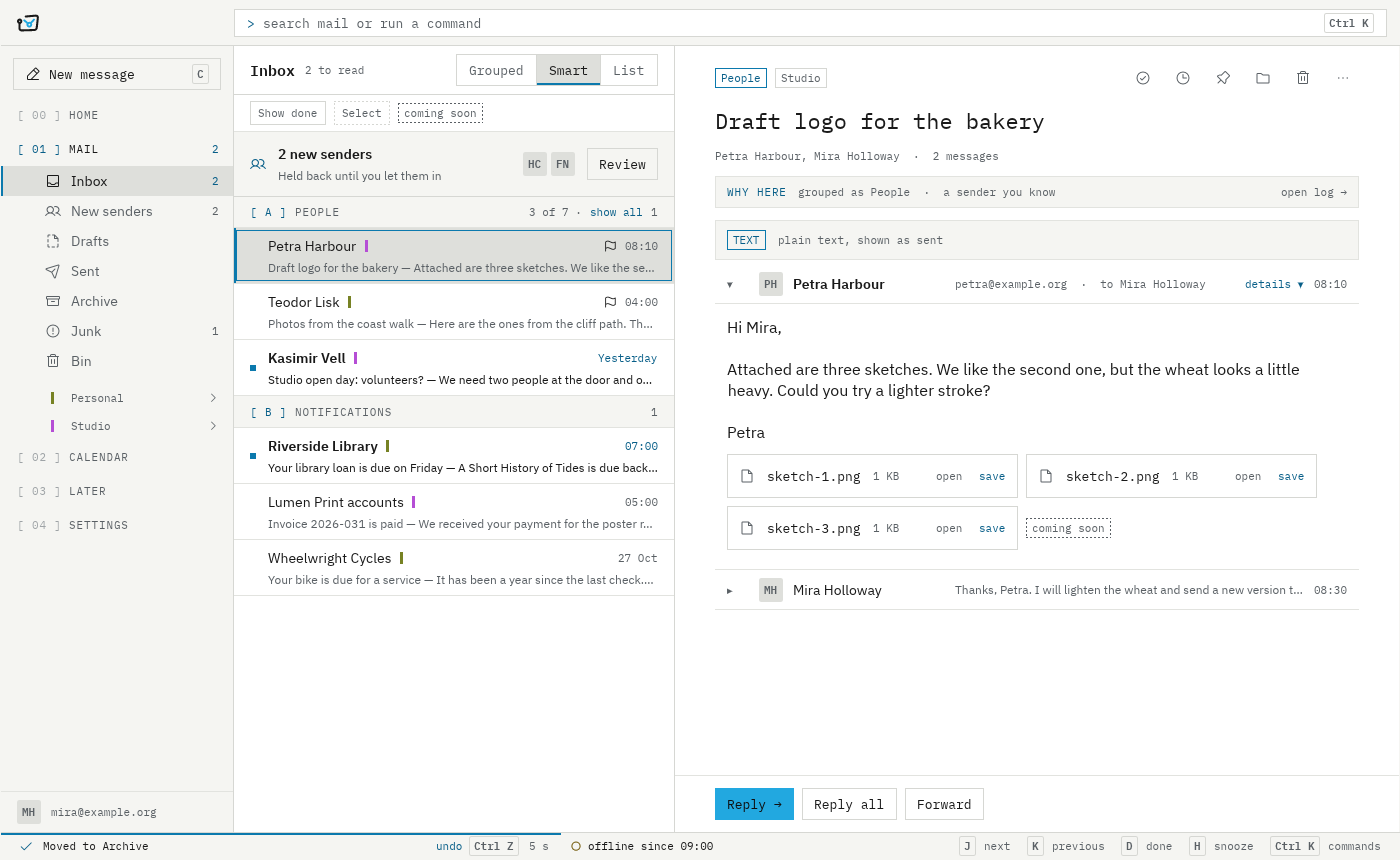 > search mail or run a command Ctrl K
New message C
[ 00 ] HOME
[ 01 ] MAIL 2
Inbox 2
New senders 2
Drafts
Sent
Archive
Junk 1
Bin
Personal
Studio
[ 02 ] CALENDAR
[ 03 ] LATER
[ 04 ] SETTINGS
MH mira@example.org
Inbox 2 to read Grouped Smart List
Show done Select coming soon
2 new senders
Held back until you let them in
HC FN Review
[ A ] PEOPLE 3 of 7 · show all 1
Petra Harbour 08:10
Draft logo for the bakery — Attached are three sketches. We like the se…
Teodor Lisk 04:00
Photos from the coast walk — Here are the ones from the cliff path. Th…
Kasimir Vell Yesterday
Studio open day: volunteers? — We need two people at the door and o…
[ B ] NOTIFICATIONS 1
Riverside Library 07:00
Your library loan is due on Friday — A Short History of Tides is due back…
Lumen Print accounts 05:00
Invoice 2026-031 is paid — We received your payment for the poster r…
Wheelwright Cycles 27 Oct
Your bike is due for a service — It has been a year since the last check.…
People Studio
Draft logo for the bakery
Petra Harbour, Mira Holloway · 2 messages
WHY HERE grouped as People · a sender you know open log →
TEXT plain text, shown as sent
▾ PH Petra Harbour petra@example.org · to Mira Holloway details ▾ 08:10
Hi Mira,
Attached are three sketches. We like the second one, but the wheat looks a little
heavy. Could you try a lighter stroke?
Petra
sketch-1.png 1 KB open save
sketch-2.png 1 KB open save
sketch-3.png 1 KB open save
coming soon
▸ MH Mira Holloway Thanks, Petra. I will lighten the wheat and send a new version t… 08:30
Reply → Reply all Forward
Moved to Archive undo Ctrl Z 5 s offline since 09:00 J next K previous D done H snooze Ctrl K commands